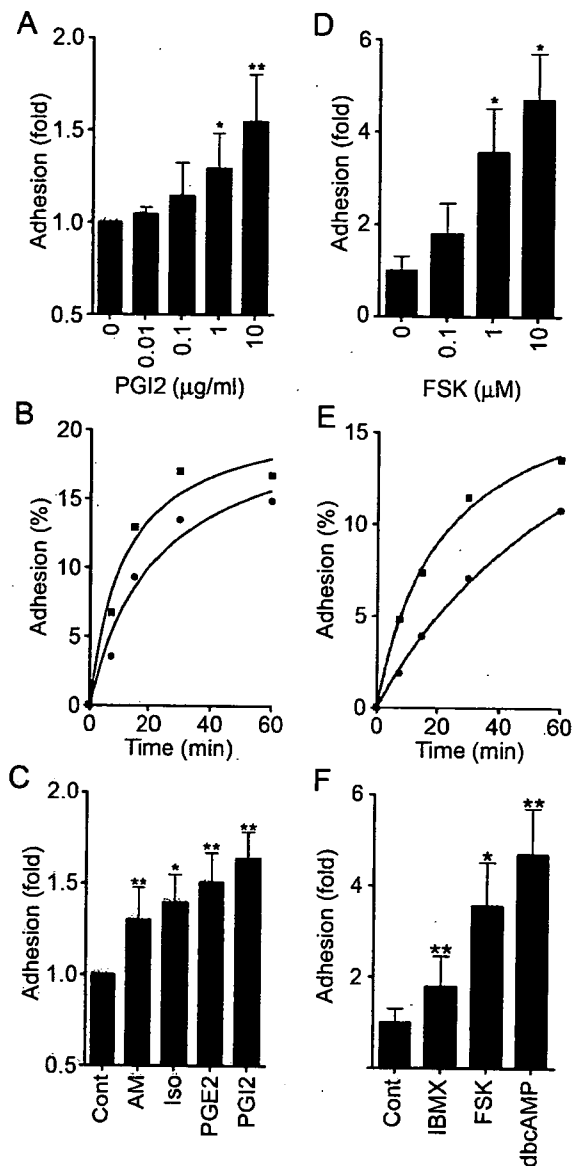 A
Adhesion (fold)
2.0
1.5
1.0
0.5
*
**
0
0.01
0.1
1
10
PGI2 (μg/ml)
D
Adhesion (fold)
6
4
2
0
*
*
0
0.1
1
10
FSK (μM)
B
Adhesion (%)
20
15
10
5
0
0
20
40
60
Time (min)
E
Adhesion (%)
15
10
5
0
0
20
40
60
Time (min)
C
Adhesion (fold)
2.0
1.5
1.0
0.5
**
*
**
**
Cont
AM
Iso
PGE2
PGI2
F
Adhesion (fold)
6
4
2
**
*
**
Cont
IBMX
FSK
dbcAMP